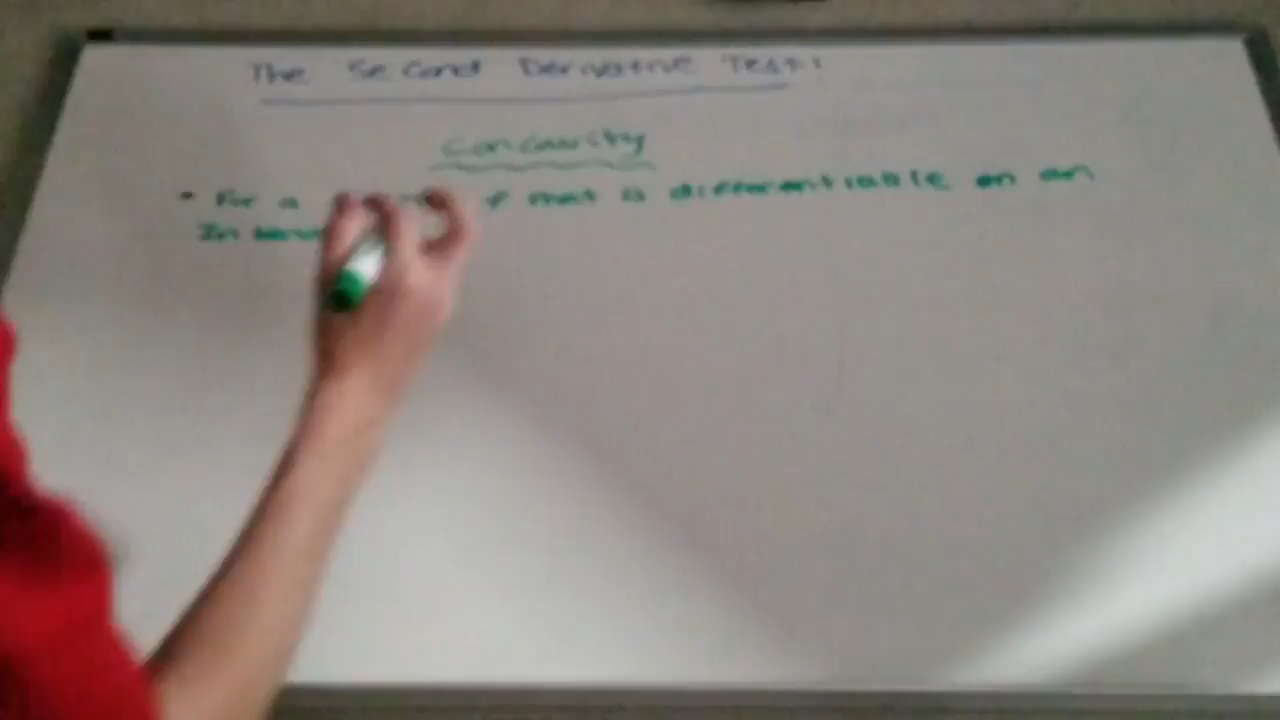 The Second Derivative Test:
Concavity
• For a f that is differentiable on an